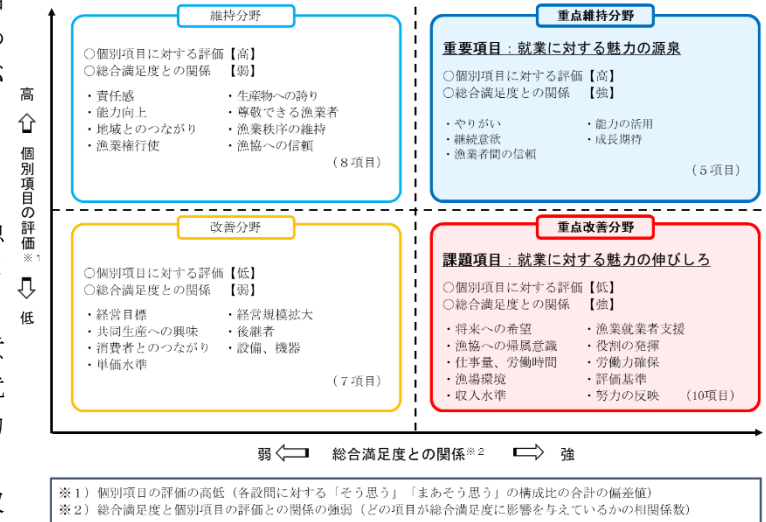 維持分野
○個別項目に対する評価【高】
○総合満足度との関係 【弱】
・責任感 ・生産物への誇り
・能力向上 ・尊敬できる漁業者
・地域とのつながり ・漁業秩序の維持
・漁業権行使 ・漁協への信頼
(8項目)
重点維持分野
重要項目:就業に対する魅力の源泉
○個別項目に対する評価【高】
○総合満足度との関係 【強】
・やりがい ・能力の活用
・継続意欲 ・成長期待
・漁業者間の信頼
(5項目)
高
個別項目の評価※1
低
改善分野
○個別項目に対する評価【低】
○総合満足度との関係 【弱】
・経営目標 ・経営規模拡大
・共同生産への興味 ・後継者
・消費者とのつながり ・設備、機器
・単価水準
(7項目)
重点改善分野
課題項目:就業に対する魅力の伸びしろ
○個別項目に対する評価【低】
○総合満足度との関係 【強】
・将来への希望 ・漁業就業者支援
・漁協への帰属意識 ・役割の発揮
・仕事量、労働時間 ・労働力確保
・漁場環境 ・評価基準
・収入水準 ・努力の反映 (10項目)
弱 総合満足度との関係※2 強
※1)個別項目の評価の高低(各設問に対する「そう思う」「まあそう思う」の構成比の合計の偏差値)
※2)総合満足度と個別項目の評価との関係の強弱(どの項目が総合満足度に影響を与えているかの相関係数)